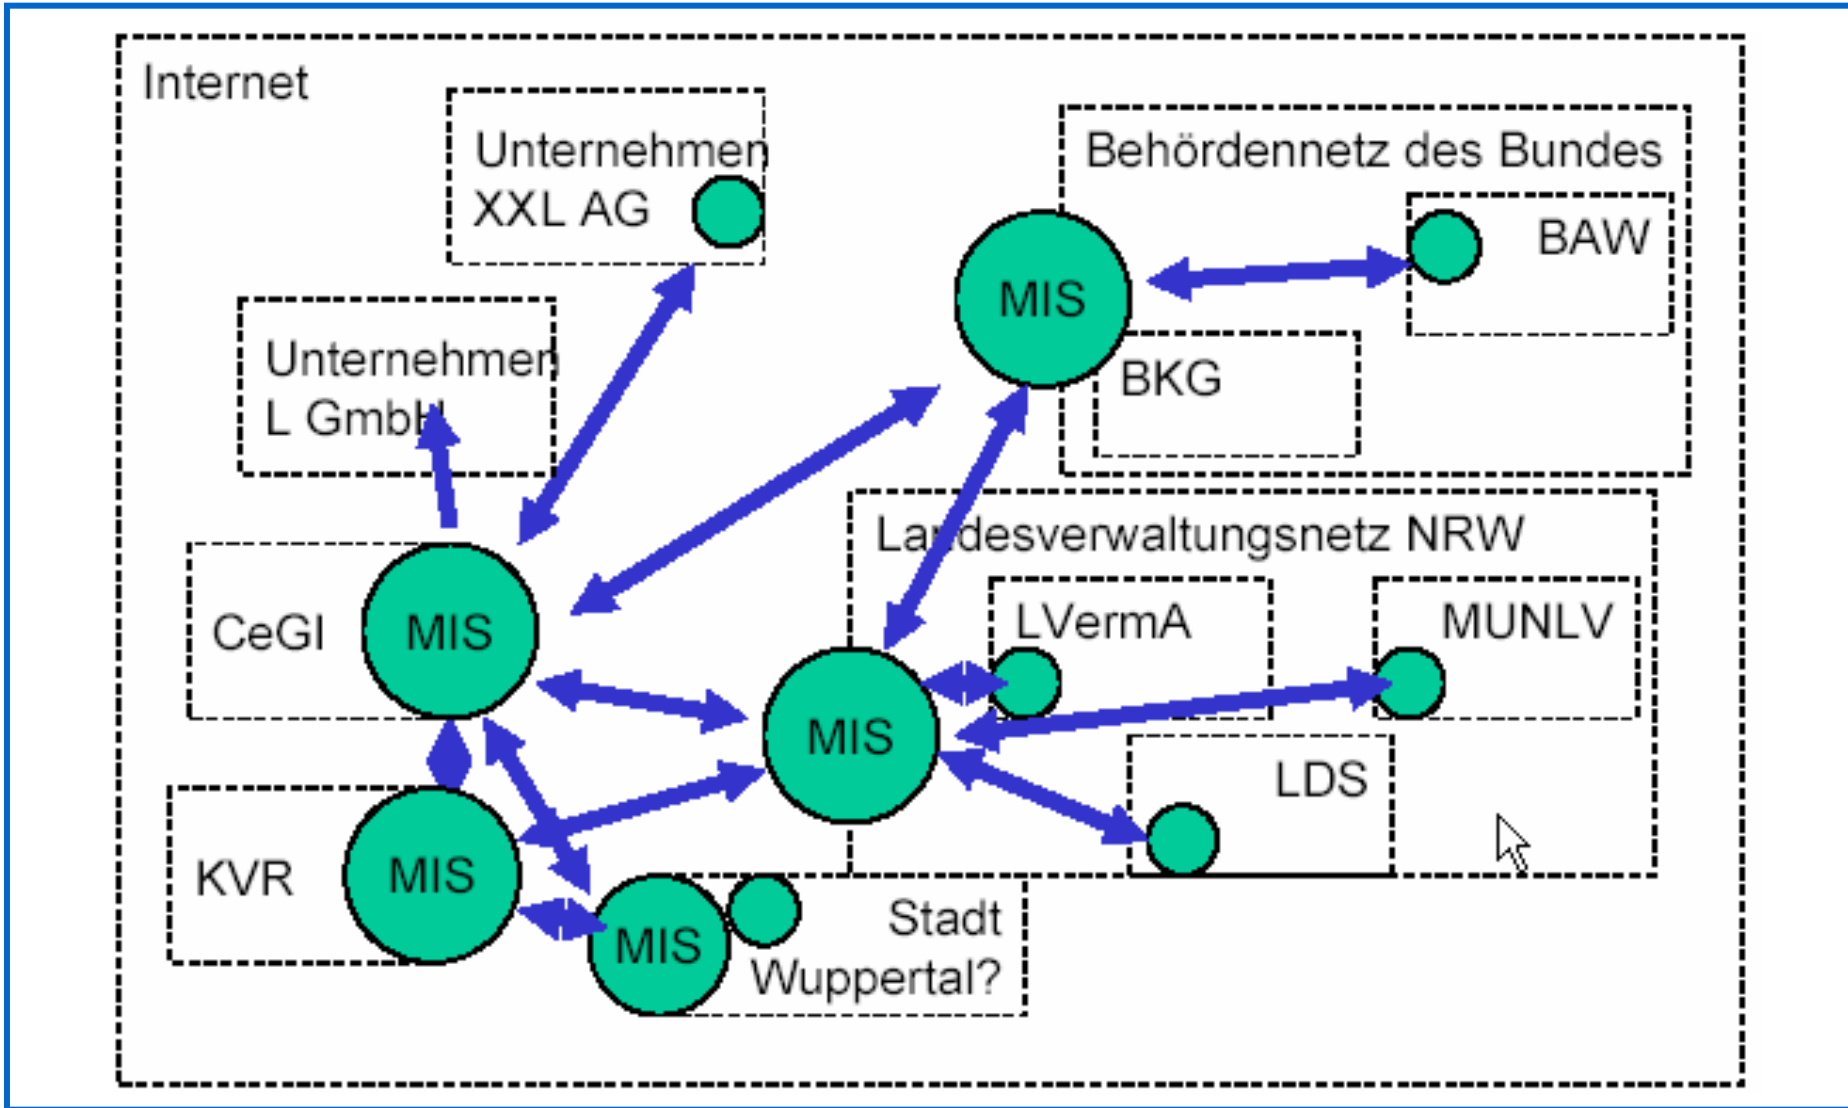 Internet
Unternehmen
XXL AG
Behördennetz des Bundes
BAW
MIS
BKG
Unternehmen
L GmbH
Landesverwaltungsnetz NRW
LVermA
MUNLV
CeGI
MIS
MIS
LDS
KVR
MIS
MIS
Stadt
Wuppertal?